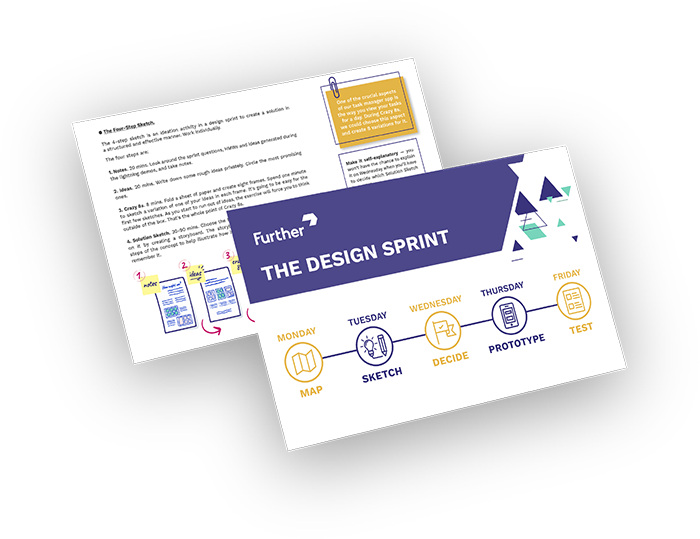 ● The Four-Step Sketch.
The 4-step sketch is an ideation activity in a design sprint to create a solution in
a structured and effective manner. Work individually.
The four steps are:
1. Notes. 20 mins. Look around the sprint questions, HMWs and ideas generated during
the lightning demos, and take notes.
2. Ideas. 20 mins. Write down some rough ideas privately. Circle the most promising
ones.
3. Crazy 8s. 8 mins. Fold a sheet of paper and create eight frames. Spend one minute
to sketch a variation of one of your ideas in each frame. It's going to be easy for the
first few sketches. As you start to run out of ideas, the exercise will force you to think
outside of the box. That's the whole point of Crazy 8s.
4. Solution Sketch. 30-90 mins. Choose the
on it by creating a storyboard. The story
steps of the concept to help illustrate how
remember it.
One of the crucial aspects
of our task manager app is
the way you view your tasks
for a day. During Crazy 8s,
we could choose this aspect
and create 8 variations for it.
Make it self-explanatory — you
won't have the chance to explain
it on Wednesday when you'll have
to decide which Solution Sketch
1
notes
2
ideas
3
Further
THE DESIGN SPRINT
MONDAY
MAP
TUESDAY
SKETCH
WEDNESDAY
DECIDE
THURSDAY
PROTOTYPE
FRIDAY
TEST